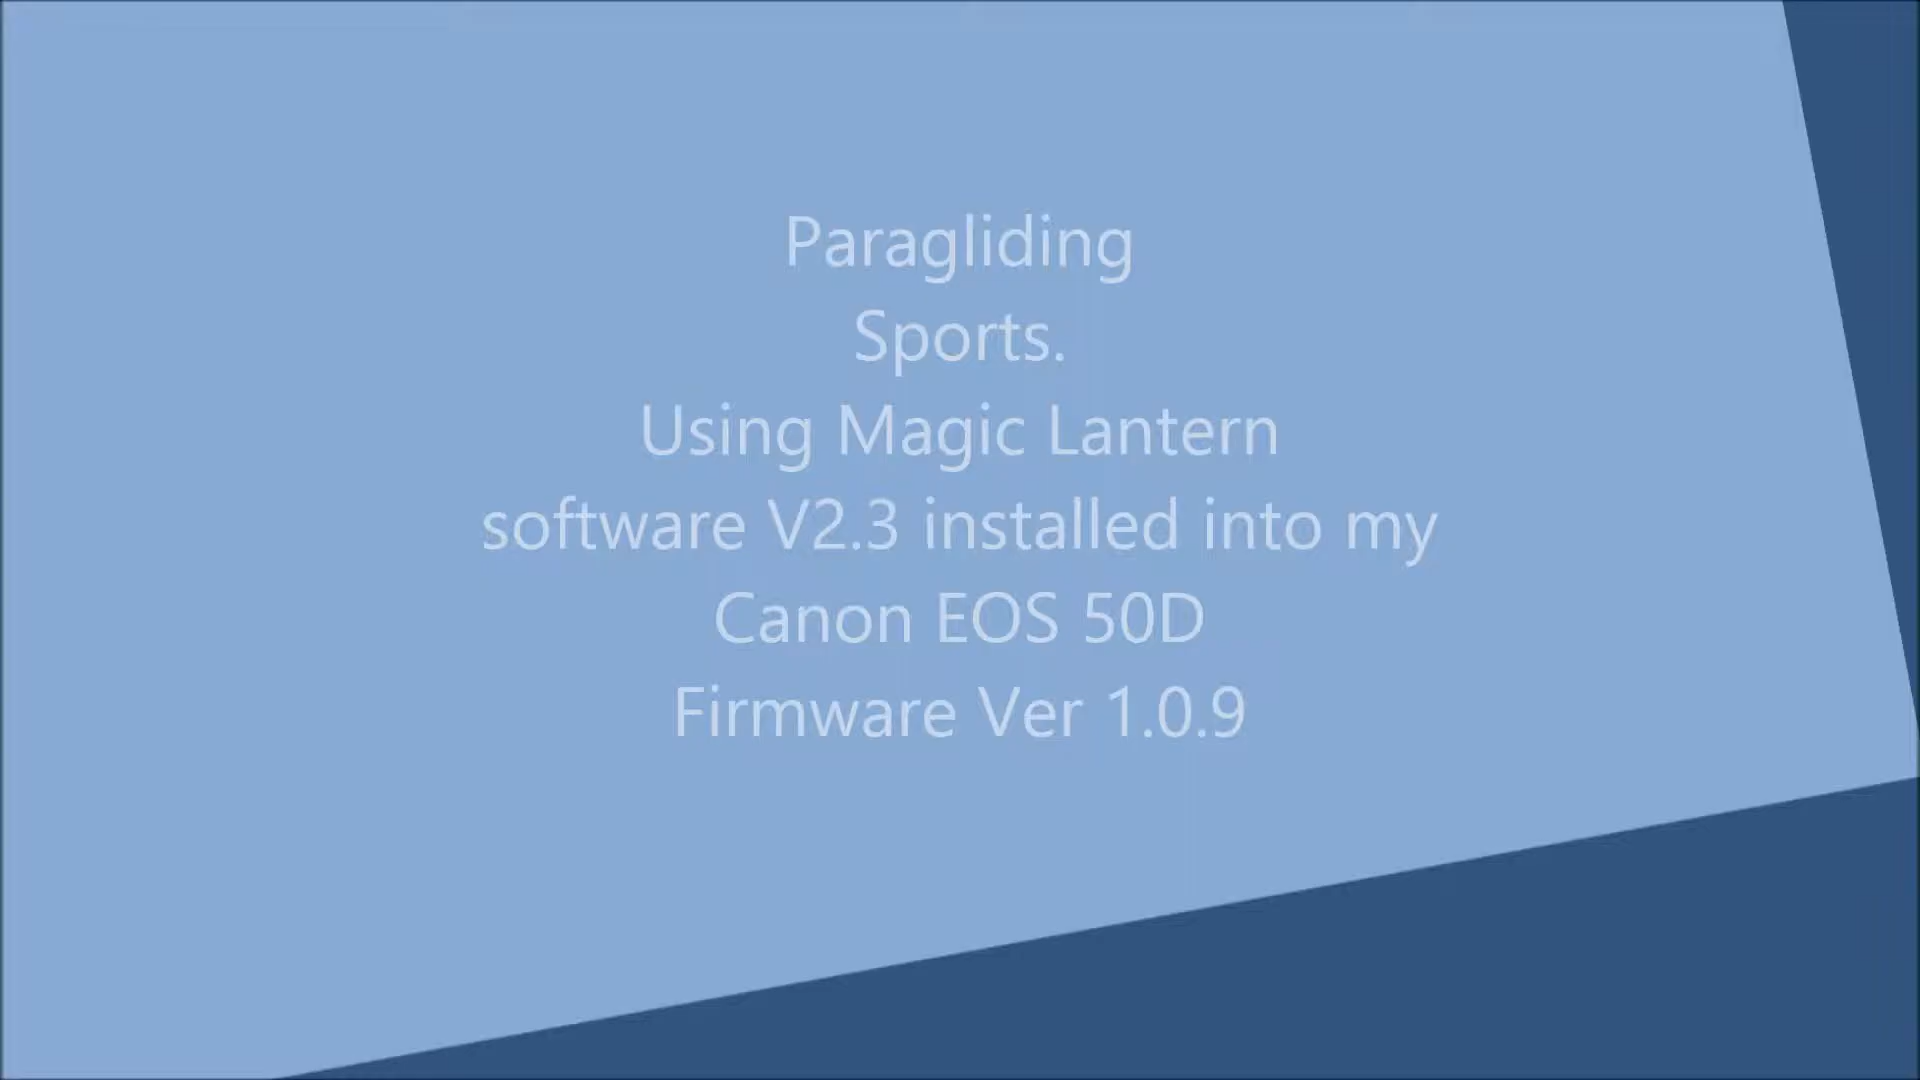 Paragliding
Sports.
Using Magic Lantern
software V2.3 installed into my
Canon EOS 50D
Firmware Ver 1.0.9